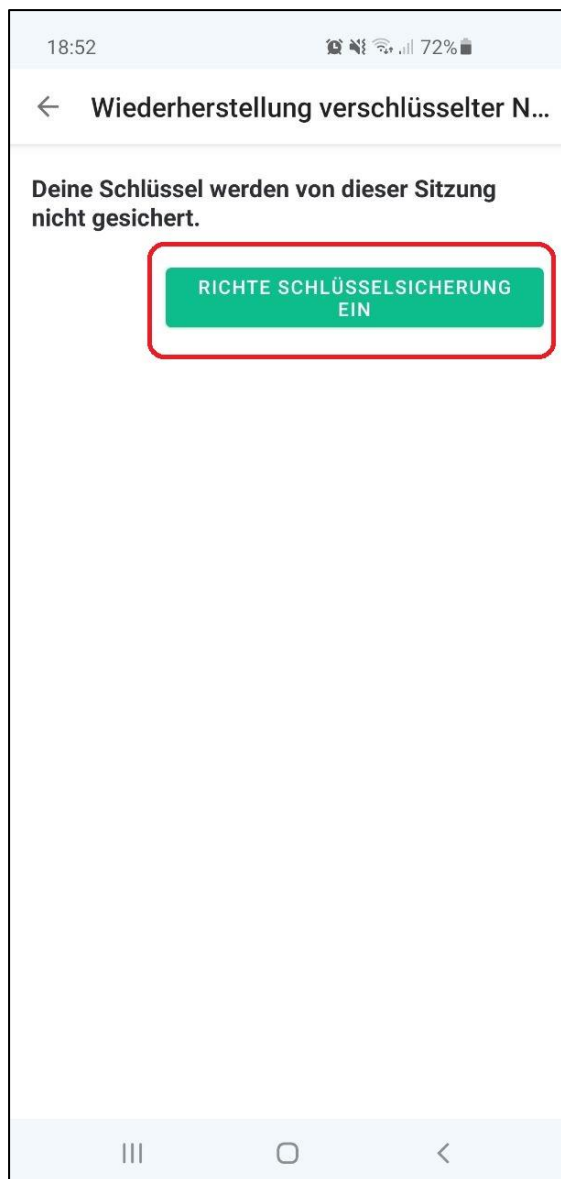 18:52 72%
Wiederherstellung verschlüsselter N...
Deine Schlüssel werden von dieser Sitzung
nicht gesichert.
RICHTE SCHLÜSSELSICHERUNG
EIN